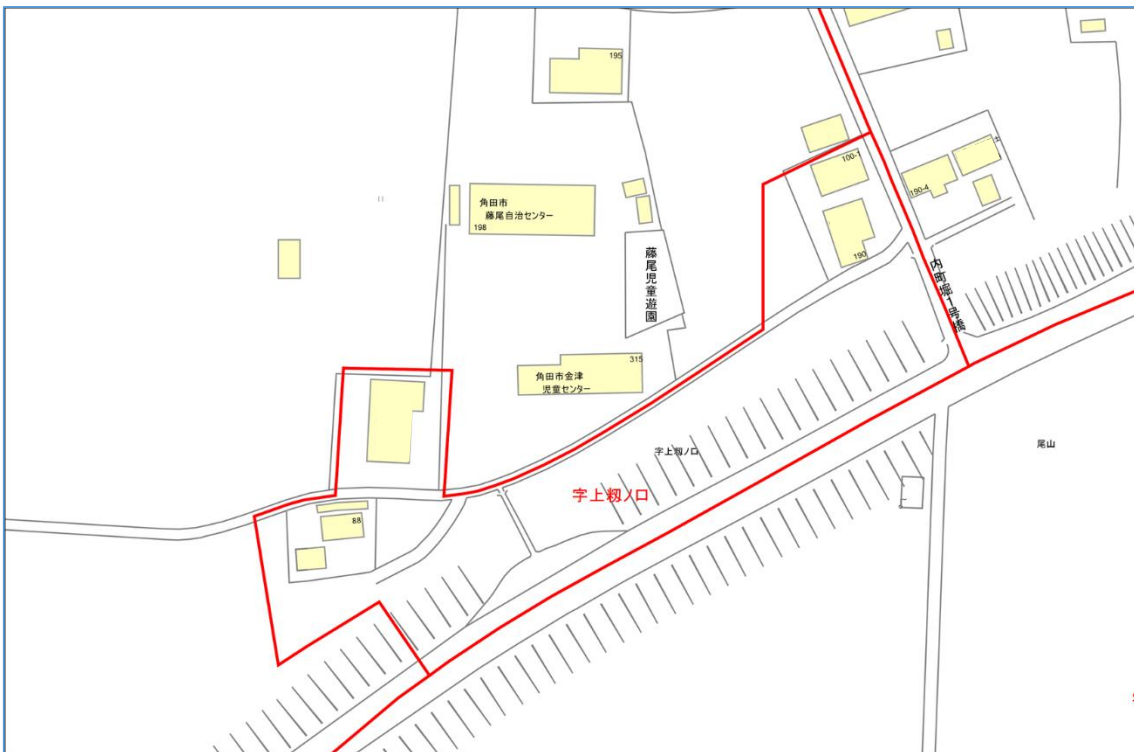 195
100-1
190-4
角田市
藤尾自治センター
198
藤尾児童遊園
190
内町堀1号橋
315
角田市金津
児童センター
尾山
字上籾ノ口
字上籾ノ口
88